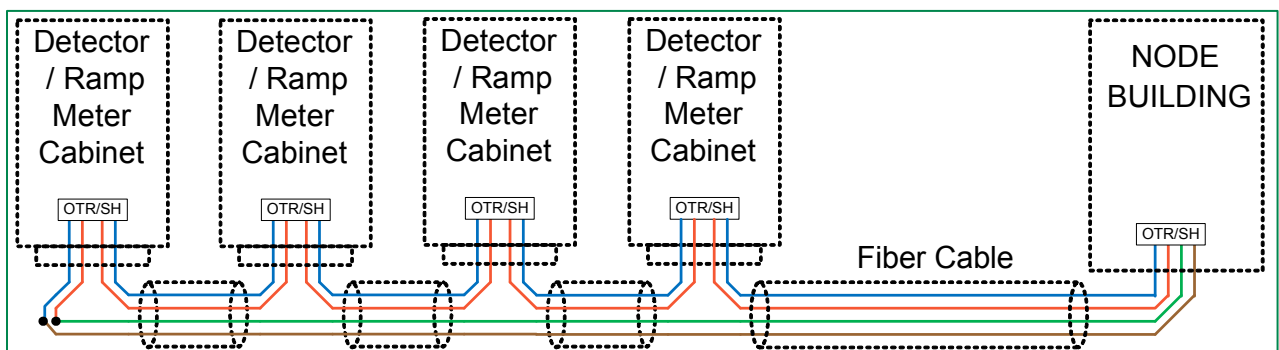 Detector
/ Ramp
Meter
Cabinet
OTR/SH
Detector
/ Ramp
Meter
Cabinet
OTR/SH
Detector
/ Ramp
Meter
Cabinet
OTR/SH
Detector
/ Ramp
Meter
Cabinet
OTR/SH
NODE
BUILDING
OTR/SH
Fiber Cable